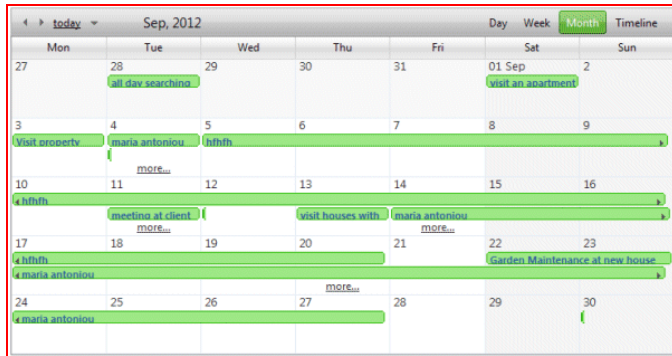 today Sep, 2012 Day Week Month Timeline
Mon Tue Wed Thu Fri Sat Sun
27 28 29 30 31 01 Sep 2
all day searching visit an apartment
3 4 5 6 7 8 9
Visit property maria antoniou hfhfh
more...
10 11 12 13 14 15 16
hfhfh
meeting at client visit houses with maria antoniou
more... more...
17 18 19 20 21 22 23
hfhfh Garden Maintenance at new house
maria antoniou
more...
24 25 26 27 28 29 30
maria antoniou